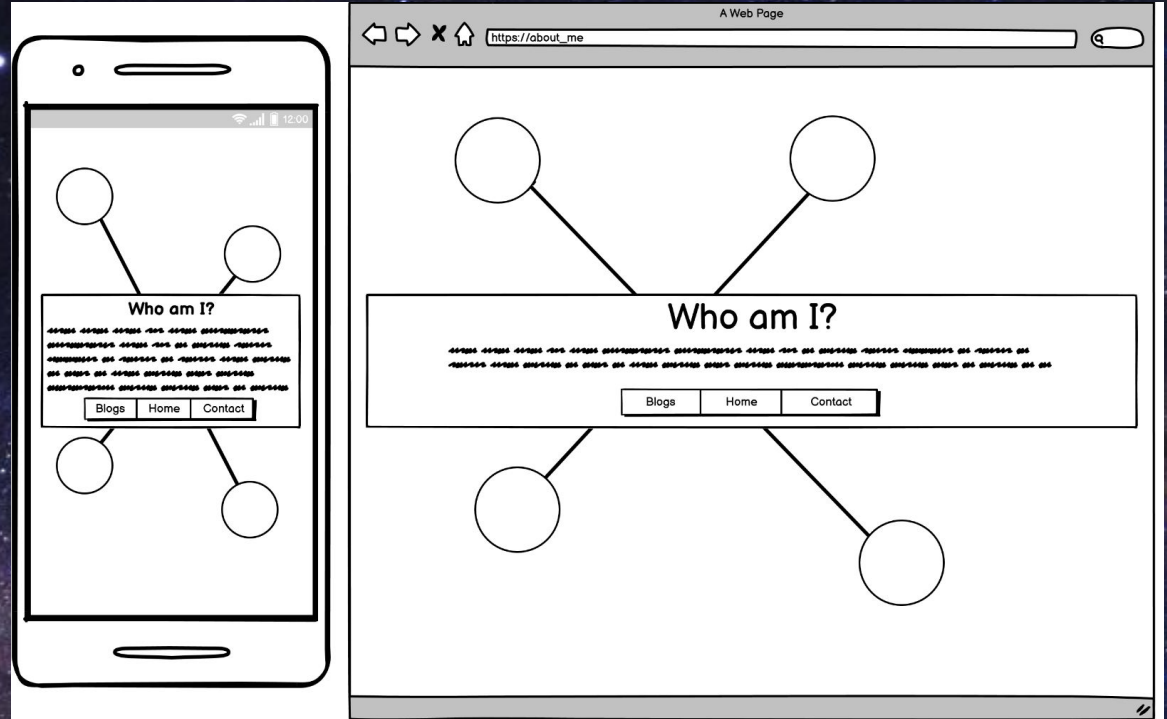 12:00
Who am I?
Blogs Home Contact
A Web Page
https://about_me
Who am I?
Blogs Home Contact